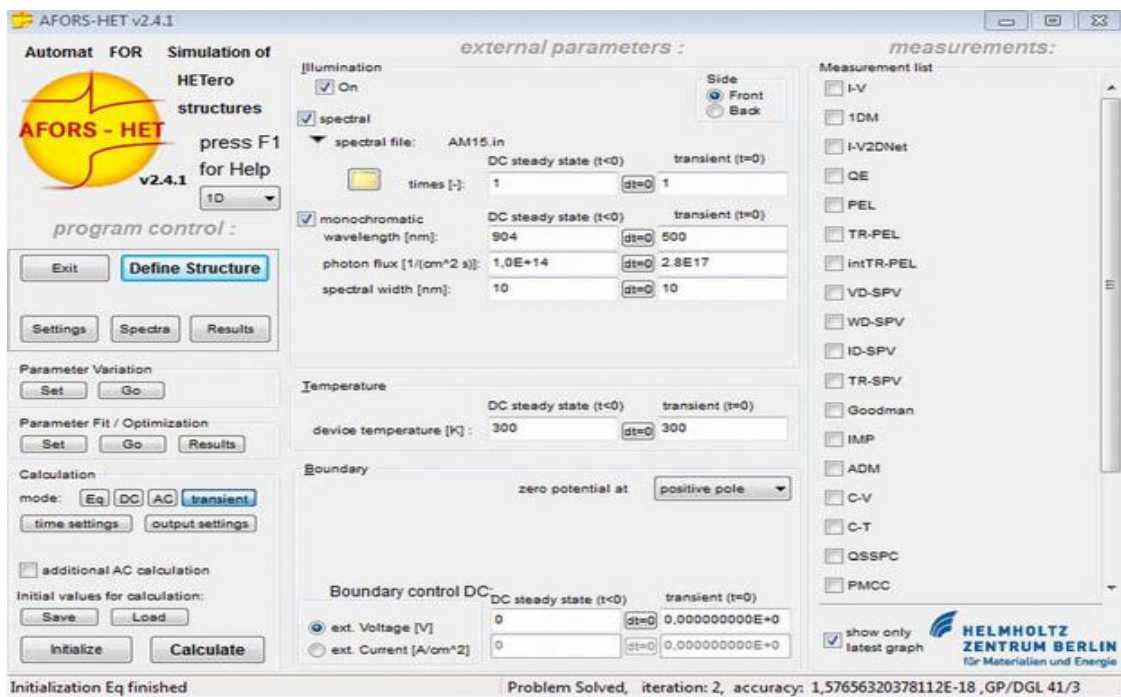 AFORS-HET v2.4.1
Automat FOR Simulation of
HETero
structures
AFORS - HET
press F1
for Help
v2.4.1
1D
program control :
Exit
Define Structure
Settings
Spectra
Results
Parameter Variation
Set
Go
Parameter Fit / Optimization
Set
Go
Results
Calculation
mode: Eq DC AC transient
time settings
output settings
additional AC calculation
Initial values for calculation:
Save
Load
Initialize
Calculate
external parameters :
Illumination
On
Side
Front
Back
spectral
spectral file: AM15.in
DC steady state (t<0) transient (t=0)
times [-]: 1 dt=0 1
monochromatic DC steady state (t<0) transient (t=0)
wavelength [nm]: 904 dt=0 500
photon flux [1/(cm^2 s)]: 1,0E+14 dt=0 2.8E17
spectral width [nm]: 10 dt=0 10
Temperature
DC steady state (t<0) transient (t=0)
device temperature [K] : 300 dt=0 300
Boundary
zero potential at positive pole
Boundary control DC:
DC steady state (t<0) transient (t=0)
ext. Voltage [V] 0 dt=0 0,000000000E+0
ext. Current [A/cm^2] 0 dt=0 0,000000000E+0
measurements:
Measurement list
I-V
1DM
I-V2DNet
QE
PEL
TR-PEL
intTR-PEL
VD-SPV
WD-SPV
ID-SPV
TR-SPV
Goodman
IMP
ADM
C-V
C-T
QSSPC
PMCC
show only
latest graph
HELMHOLTZ
ZENTRUM BERLIN
für Materialien und Energie
Initialization Eq finished
Problem Solved, iteration: 2, accuracy: 1,57656320378112E-18 ,GP/DGL 41/3